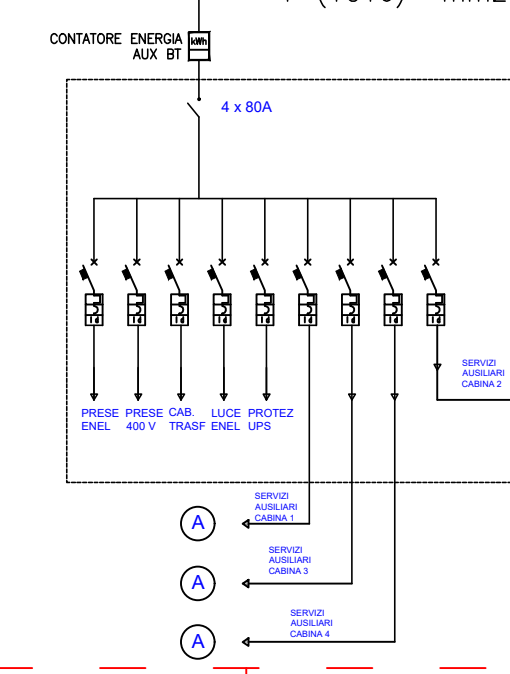 CONTATORE ENERGIA
AUX BT
kWh
4 x 80A
Id Id Id Id Id Id Id Id Id
SERVIZI
AUSILIARI
CABINA 2
PRESE PRESE CAB. LUCE PROTEZ
ENEL 400 V TRASF ENEL UPS
SERVIZI
AUSILIARI
CABINA 1
A
SERVIZI
AUSILIARI
CABINA 3
A
SERVIZI
AUSILIARI
CABINA 4
A